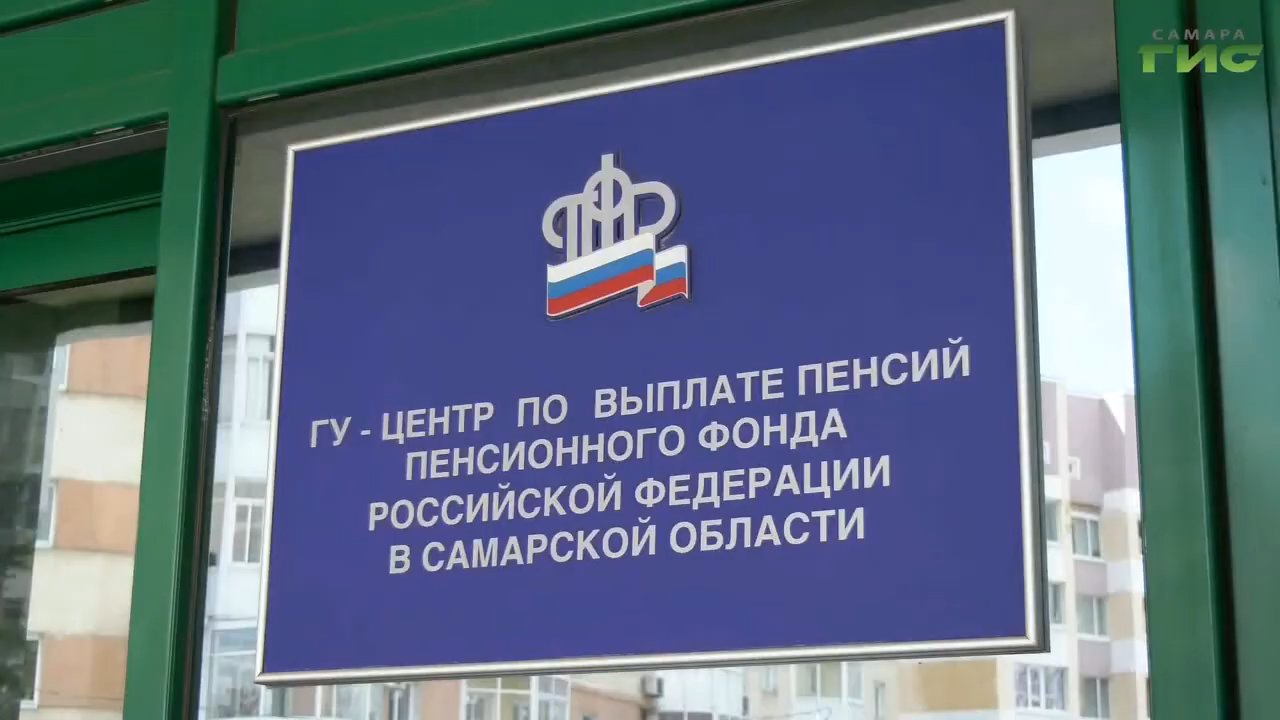 САМАРА
ГИС
ПФР
ГУ - ЦЕНТР ПО ВЫПЛАТЕ ПЕНСИЙ
ПЕНСИОННОГО ФОНДА
РОССИЙСКОЙ ФЕДЕРАЦИИ
В САМАРСКОЙ ОБЛАСТИ